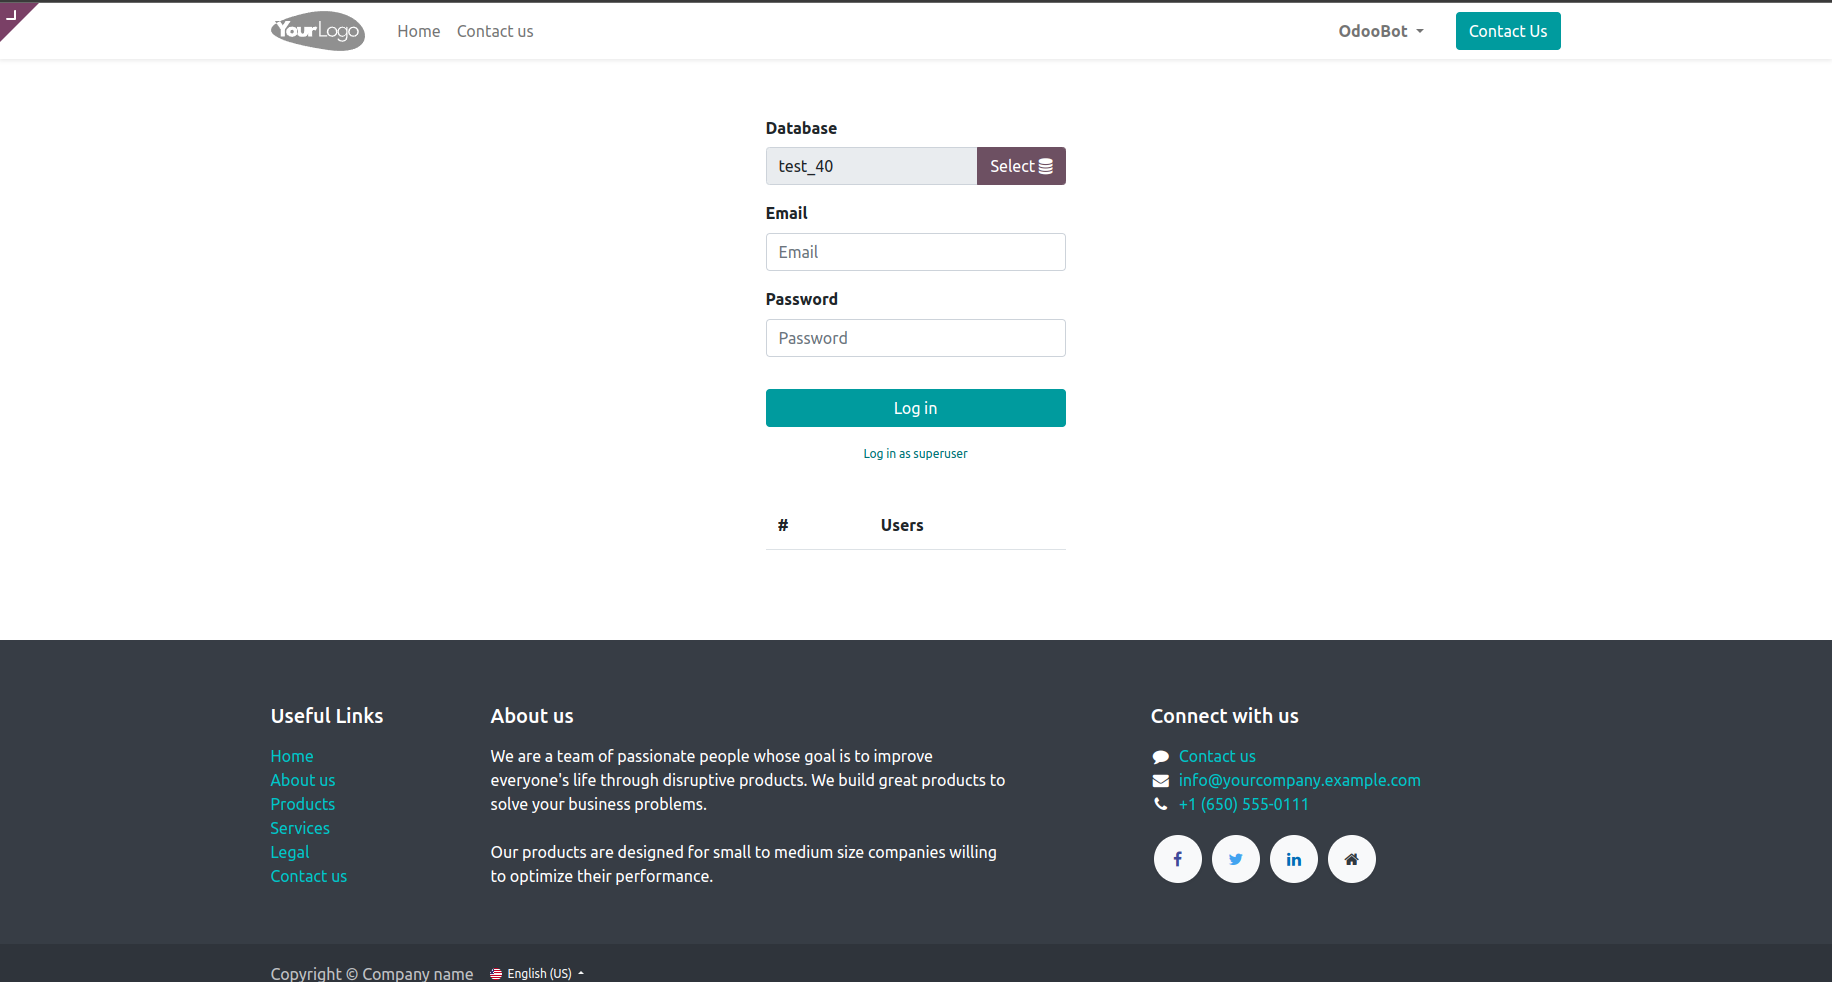 YourLogo
Home
Contact us
OdooBot
Contact Us
Database
test_40
Select
Email
Email
Password
Password
Log in
Log in as superuser
# Users
Useful Links
Home
About us
Products
Services
Legal
Contact us
About us
We are a team of passionate people whose goal is to improve
everyone's life through disruptive products. We build great products to
solve your business problems.
Our products are designed for small to medium size companies willing
to optimize their performance.
Connect with us
Contact us
info@yourcompany.example.com
+1 (650) 555-0111
Copyright © Company name
English (US)